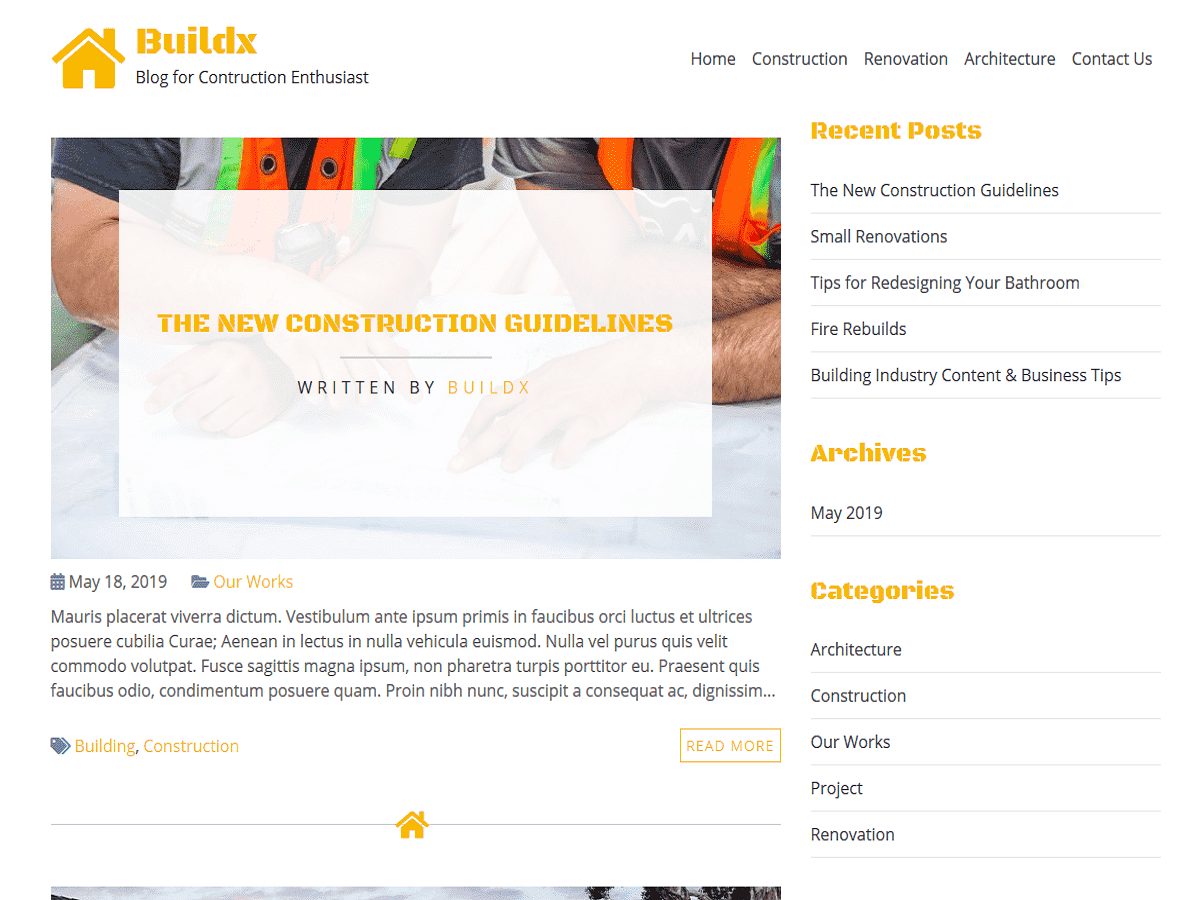 Buildx
Blog for Contruction Enthusiast
Home Construction Renovation Architecture Contact Us
THE NEW CONSTRUCTION GUIDELINES
WRITTEN BY BUILDX
May 18, 2019 Our Works
Mauris placerat viverra dictum. Vestibulum ante ipsum primis in faucibus orci luctus et ultrices
posuere cubilia Curae; Aenean in lectus in nulla vehicula euismod. Nulla vel purus quis velit
commodo volutpat. Fusce sagittis magna ipsum, non pharetra turpis porttitor eu. Praesent quis
faucibus odio, condimentum posuere quam. Proin nibh nunc, suscipit a consequat ac, dignissim...
Building, Construction
READ MORE
Recent Posts
The New Construction Guidelines
Small Renovations
Tips for Redesigning Your Bathroom
Fire Rebuilds
Building Industry Content & Business Tips
Archives
May 2019
Categories
Architecture
Construction
Our Works
Project
Renovation